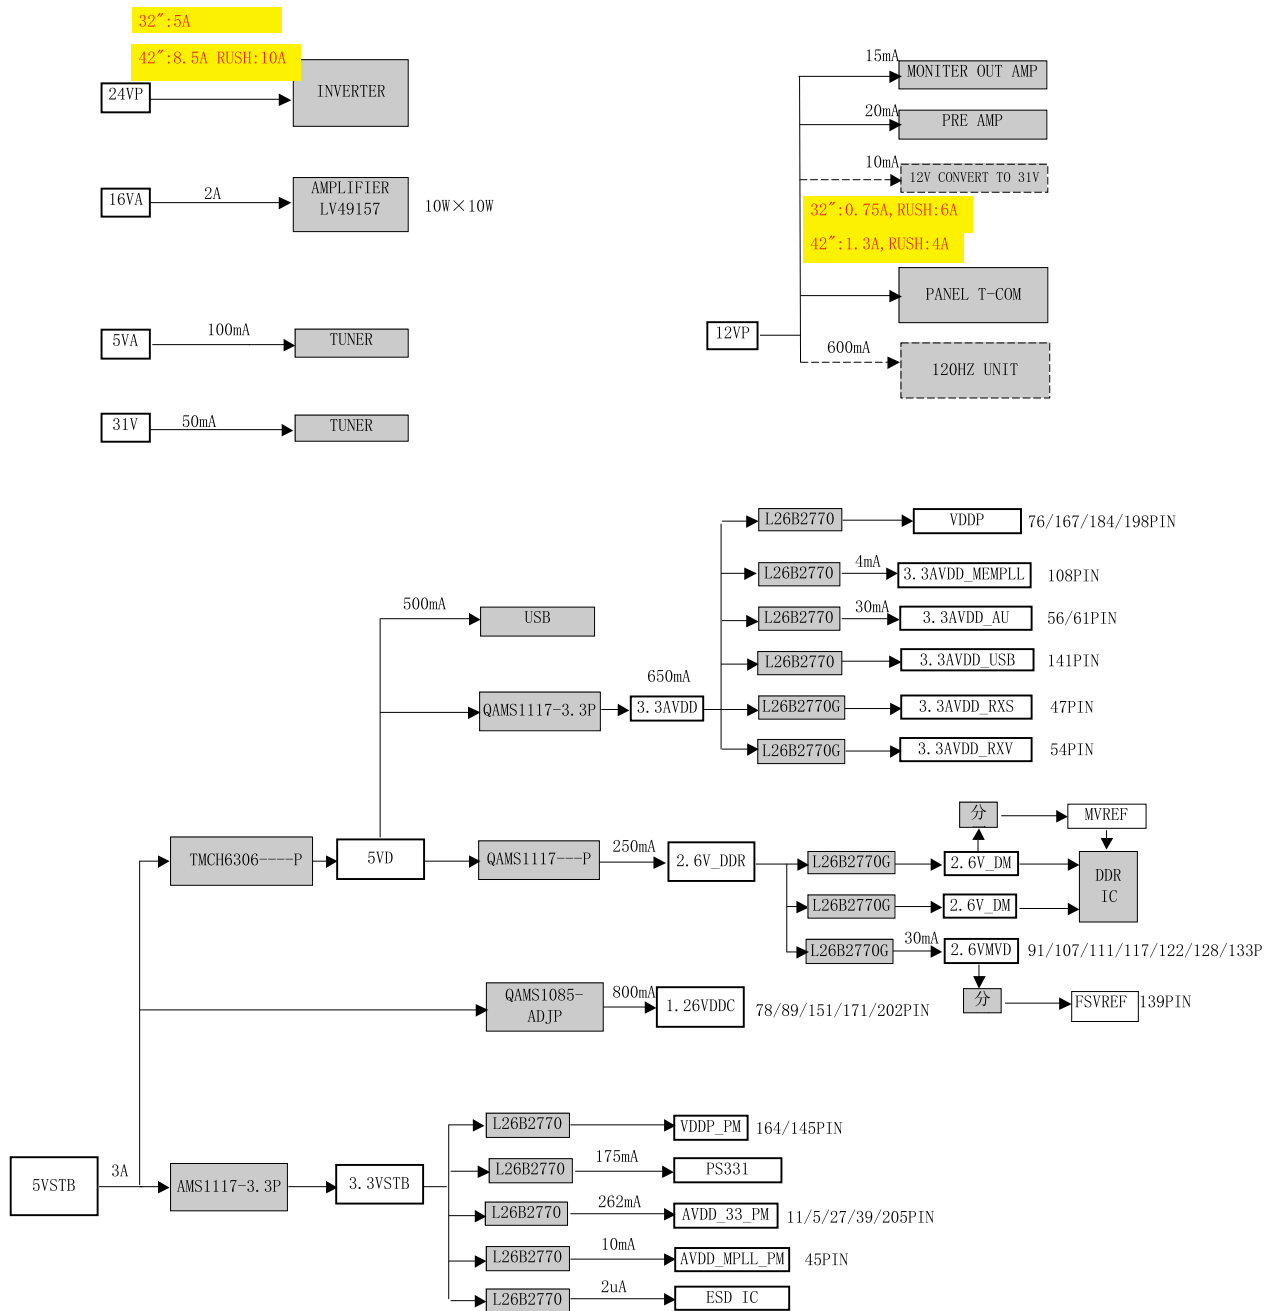 32″:5A
42″:8.5A RUSH:10A
24VP
INVERTER
16VA
2A
AMPLIFIER
LV49157
10W×10W
5VA
100mA
TUNER
31V
50mA
TUNER
15mA
MONITER OUT AMP
20mA
PRE AMP
10mA
12V CONVERT TO 31V
32″:0.75A,RUSH:6A
42″:1.3A,RUSH:4A
PANEL T-COM
12VP
600mA
120HZ UNIT
L26B2770
VDDP
76/167/184/198PIN
L26B2770
4mA
3.3AVDD_MEMPLL
108PIN
500mA
USB
L26B2770
30mA
3.3AVDD_AU
56/61PIN
L26B2770
3.3AVDD_USB
141PIN
QAMS1117-3.3P
650mA
3.3AVDD
L26B2770G
3.3AVDD_RXS
47PIN
L26B2770G
3.3AVDD_RXV
54PIN
分
MVREF
TMCH6306----P
5VD
QAMS1117---P
250mA
2.6V_DDR
L26B2770G
2.6V_DM
DDR
IC
L26B2770G
2.6V_DM
L26B2770G
30mA
2.6VMVD
91/107/111/117/122/128/133P
QAMS1085-
ADJP
800mA
1.26VDDC
78/89/151/171/202PIN
分
FSVREF
139PIN
L26B2770
VDDP_PM
164/145PIN
5VSTB
3A
AMS1117-3.3P
3.3VSTB
L26B2770
175mA
PS331
L26B2770
262mA
AVDD_33_PM
11/5/27/39/205PIN
L26B2770
10mA
AVDD_MPLL_PM
45PIN
L26B2770
2uA
ESD IC